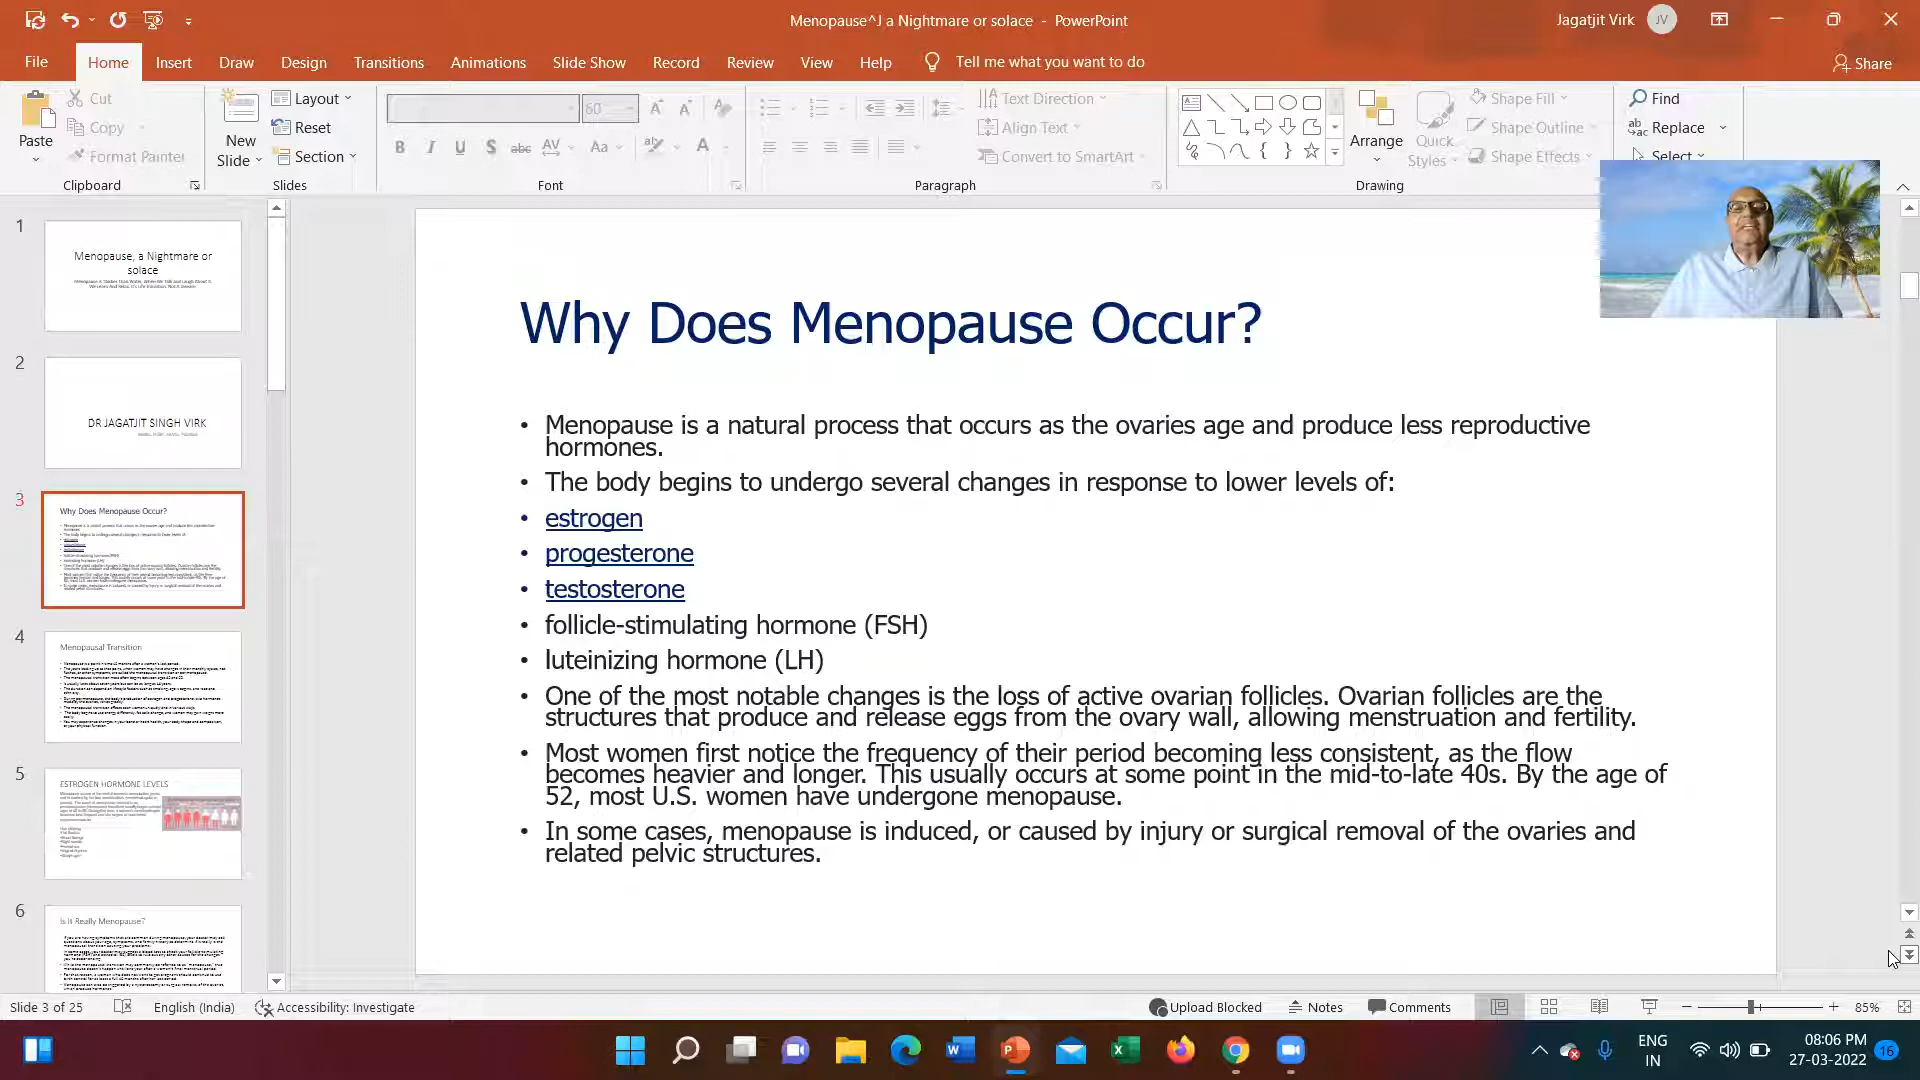 Menopause^J a Nightmare or solace - PowerPoint
Jagatjit Virk JV
File Home Insert Draw Design Transitions Animations Slide Show Record Review View Help Tell me what you want to do Share
Paste
Cut
Copy
Format Painter
Clipboard
New Slide
Layout
Reset
Section
Slides
60
Font
Text Direction
Align Text
Convert to SmartArt
Paragraph
Arrange
Quick Styles
Shape Fill
Shape Outline
Shape Effects
Drawing
Find
Replace
Select
1
Menopause, a Nightmare or
solace
2
DR JAGATJIT SINGH VIRK
3
Why Does Menopause Occur?
4
Menopausal Transition
5
ESTROGEN HORMONE LEVELS
6
Is It Really Menopause?
Why Does Menopause Occur?
• Menopause is a natural process that occurs as the ovaries age and produce less reproductive
hormones.
• The body begins to undergo several changes in response to lower levels of:
• estrogen
• progesterone
• testosterone
• follicle-stimulating hormone (FSH)
• luteinizing hormone (LH)
• One of the most notable changes is the loss of active ovarian follicles. Ovarian follicles are the
structures that produce and release eggs from the ovary wall, allowing menstruation and fertility.
• Most women first notice the frequency of their period becoming less consistent, as the flow
becomes heavier and longer. This usually occurs at some point in the mid-to-late 40s. By the age of
52, most U.S. women have undergone menopause.
• In some cases, menopause is induced, or caused by injury or surgical removal of the ovaries and
related pelvic structures.
Slide 3 of 25 English (India) Accessibility: Investigate Upload Blocked Notes Comments 85%
ENG
IN
08:06 PM
27-03-2022
16